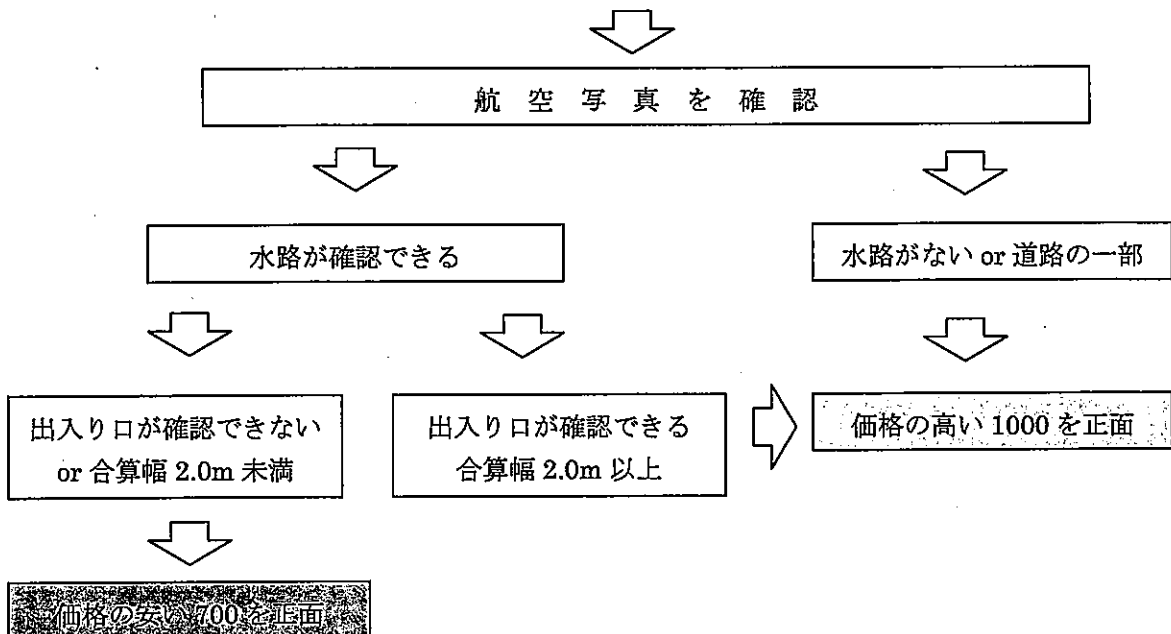 航空写真を確認
水路が確認できる
水路がない or 道路の一部
出入り口が確認できない
or 合算幅 2.0m 未満
出入り口が確認できる
合算幅 2.0m 以上
価格の高い 1000 を正面
価格の安い 700 を正面